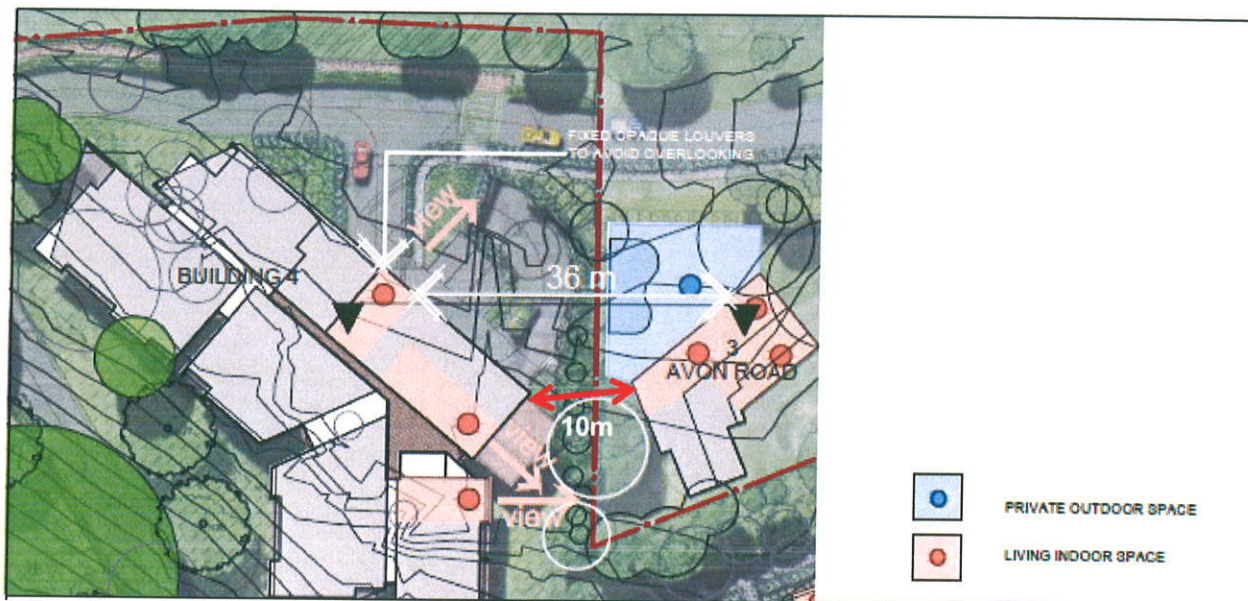 FIXED OPAQUE LOUVERS
TO AVOID OVERLOOKING
view
BUILDING 4
36 m
3
AVON ROAD
10m
view
view
PRIVATE OUTDOOR SPACE
LIVING INDOOR SPACE